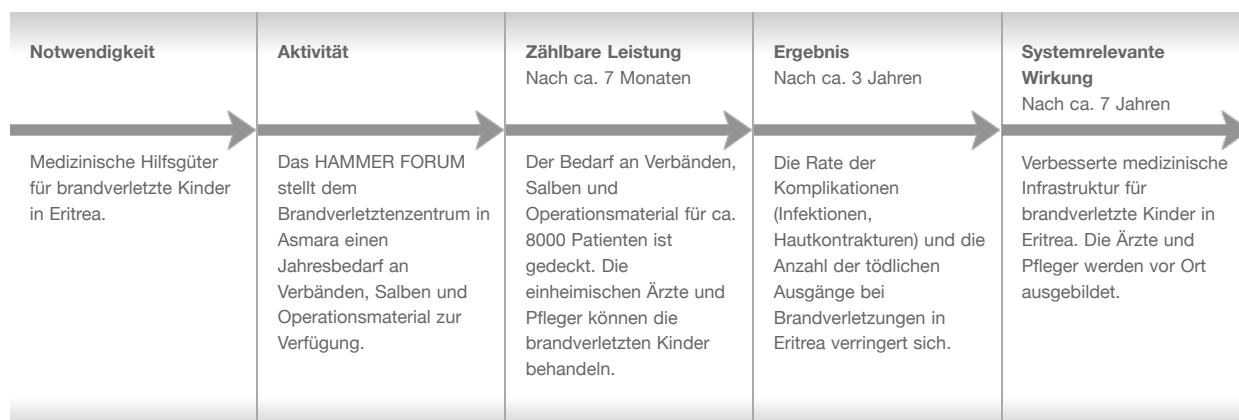 Notwendigkeit
Medizinische Hilfsgüter
für brandverletzte Kinder
in Eritrea.
Aktivität
Das HAMMER FORUM
stellt dem
Brandverletztenzentrum in
Asmara einen
Jahresbedarf an
Verbänden, Salben und
Operationsmaterial zur
Verfügung.
Zählbare Leistung
Nach ca. 7 Monaten
Der Bedarf an Verbänden,
Salben und
Operationsmaterial für ca.
8000 Patienten ist
gedeckt. Die
einheimischen Ärzte und
Pfleger können die
brandverletzten Kinder
behandeln.
Ergebnis
Nach ca. 3 Jahren
Die Rate der
Komplikationen
(Infektionen,
Hautkontrakturen) und die
Anzahl der tödlichen
Ausgänge bei
Brandverletzungen in
Eritrea verringert sich.
Systemrelevante
Wirkung
Nach ca. 7 Jahren
Verbesserte medizinische
Infrastruktur für
brandverletzte Kinder in
Eritrea. Die Ärzte und
Pfleger werden vor Ort
ausgebildet.